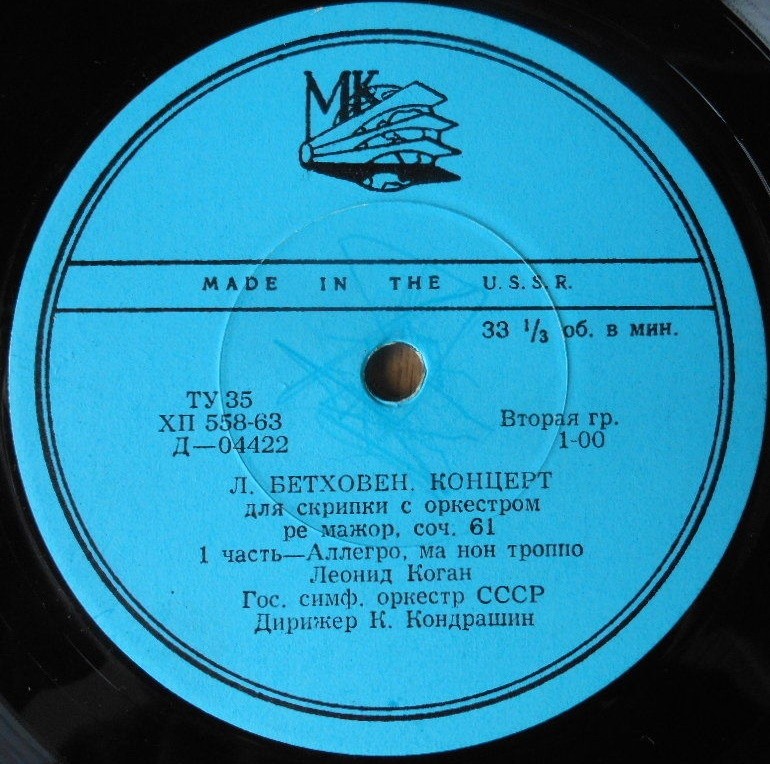 МК
MADE IN THE U.S.S.R.
33 1/3 об. в мин.
ТУ 35
ХП 558-63
Д—04422
Вторая гр.
1-00
Л. БЕТХОВЕН. КОНЦЕРТ
для скрипки с оркестром
ре мажор, соч. 61
1 часть—Аллегро, ма нон троппо
Леонид Коган
Гос. симф. оркестр СССР
Дирижер К. Кондрашин